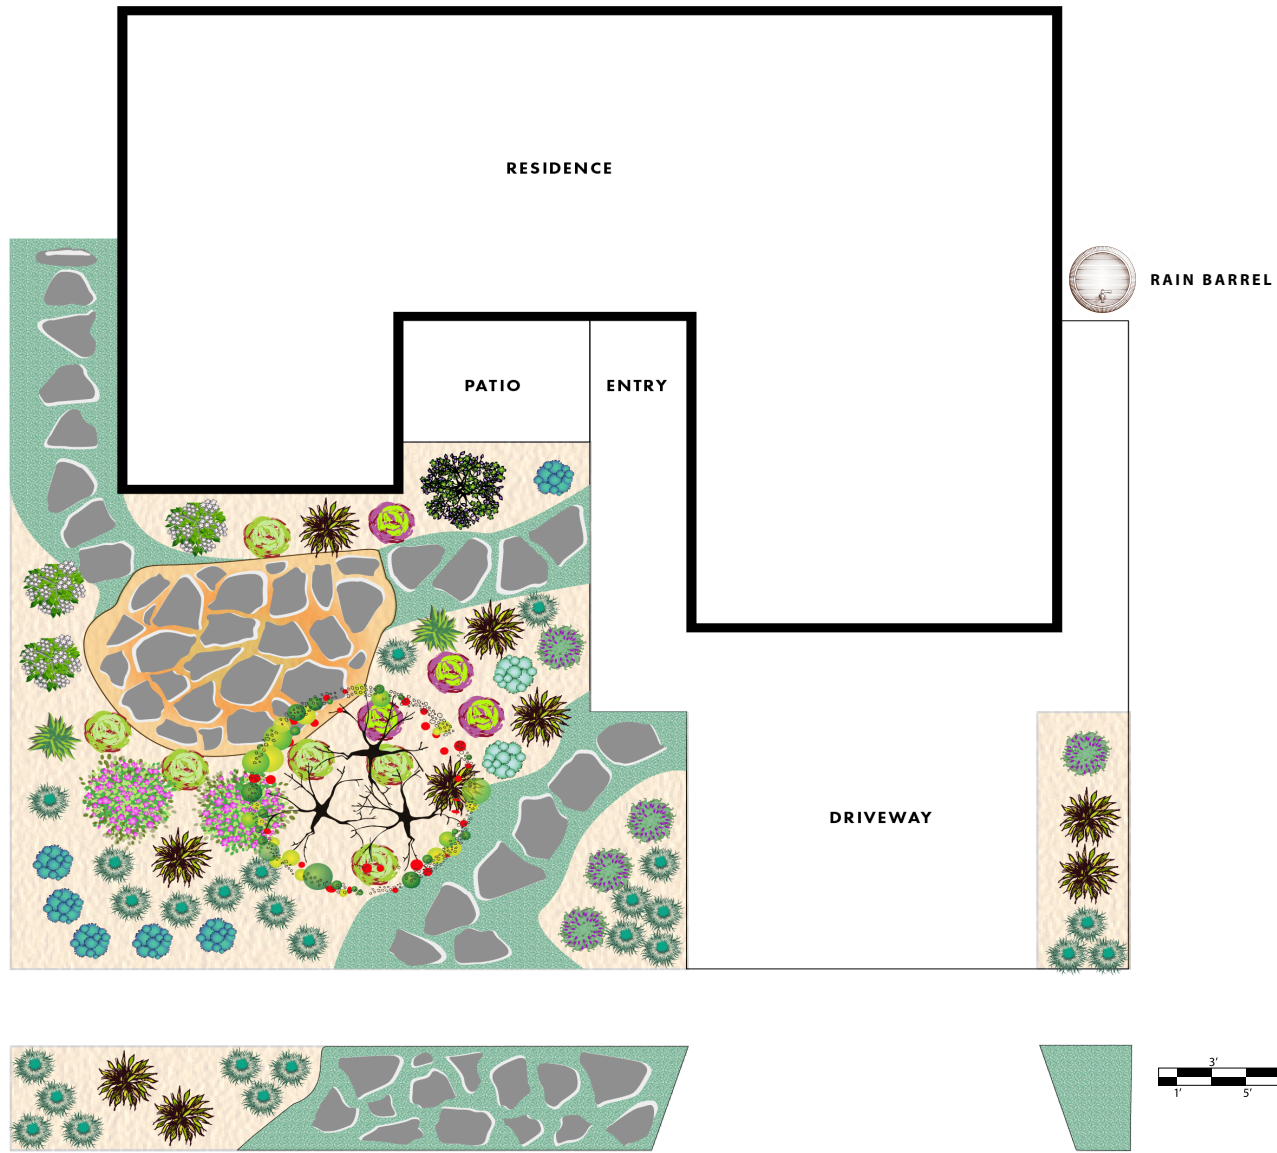 RESIDENCE
RAIN BARREL
PATIO
ENTRY
DRIVEWAY
3'
1'
5'